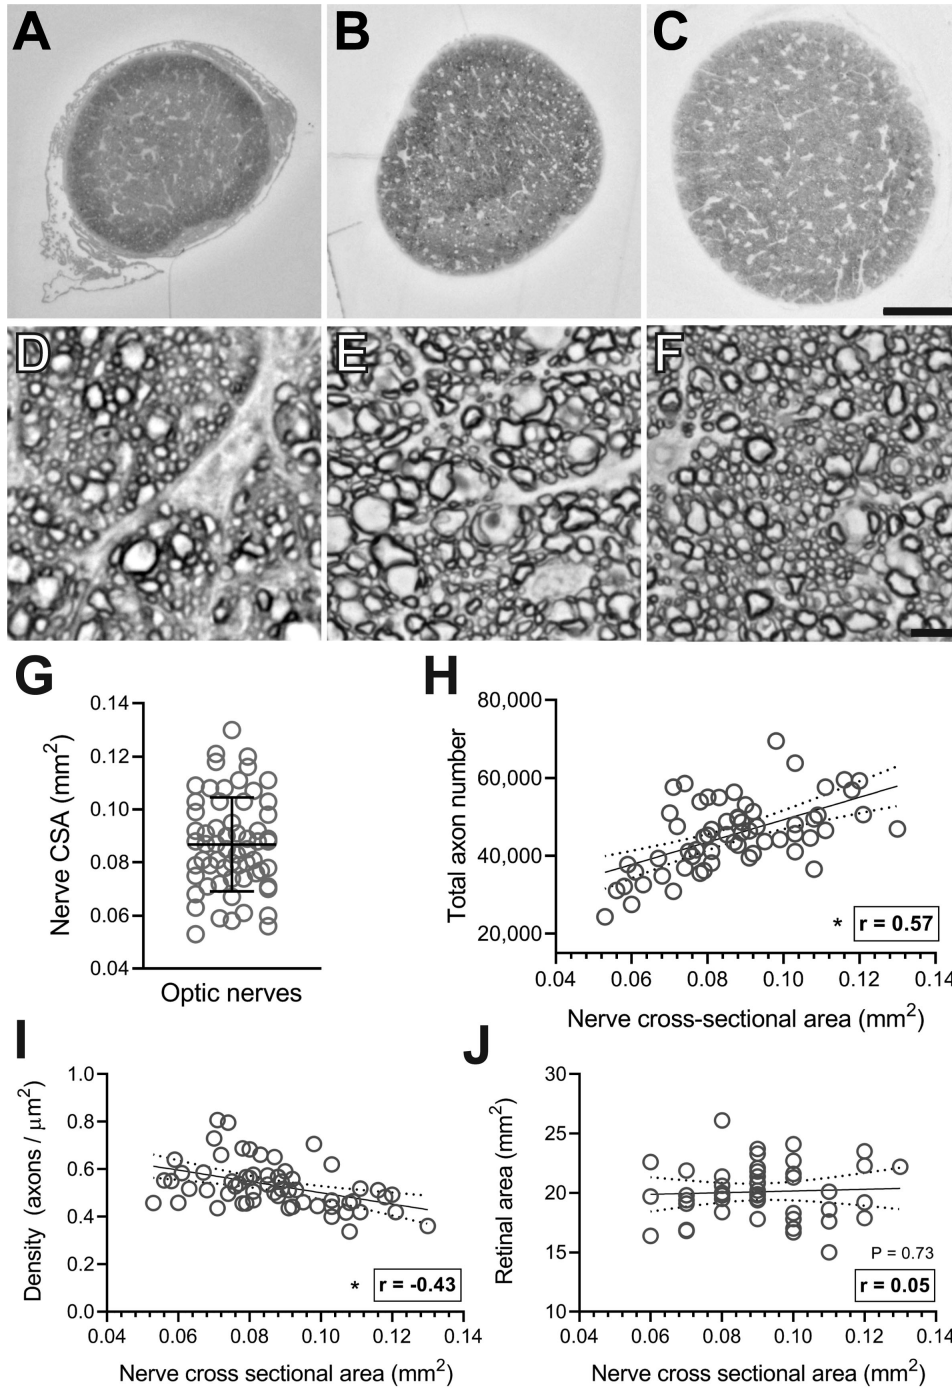 A
B
C
D
E
F
G
H
0.14
0.12
0.10
0.08
0.06
0.04
Nerve CSA (mm2)
Optic nerves
80,000
60,000
40,000
20,000
Total axon number
* r = 0.57
0.04 0.06 0.08 0.10 0.12 0.14
Nerve cross-sectional area (mm2)
I
J
1.0
0.8
0.6
0.4
0.2
0.0
Density (axons / μm2)
* r = -0.43
0.04 0.06 0.08 0.10 0.12 0.14
Nerve cross sectional area (mm2)
30
25
20
15
10
Retinal area (mm2)
P = 0.73
r = 0.05
0.04 0.06 0.08 0.10 0.12 0.14
Nerve cross sectional area (mm2)